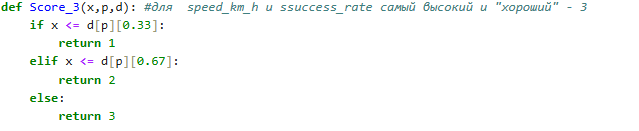 def Score_3(x,p,d): #для  speed_km_h и ssuccess_rate самый высокий и "хороший" - 3
    if x <= d[p][0.33]:
        return 1
    elif x <= d[p][0.67]:
        return 2
    else:
        return 3